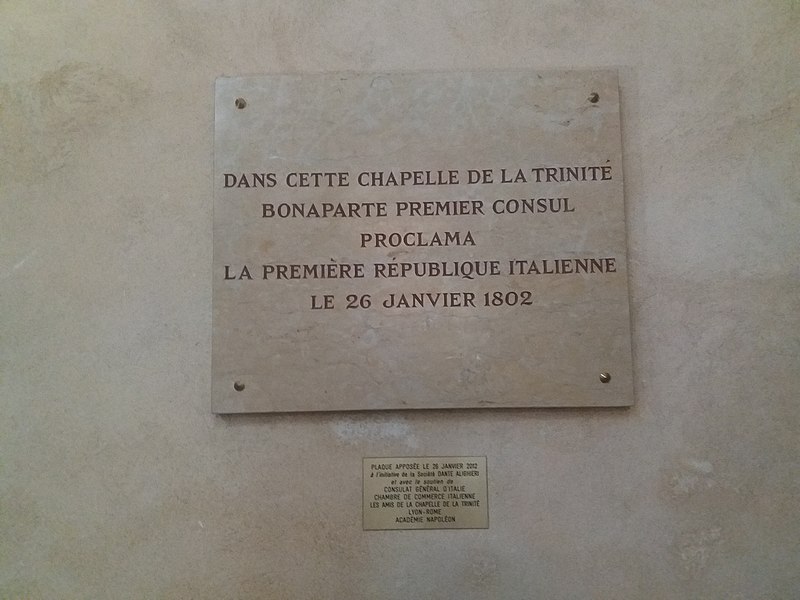 DANS CETTE CHAPELLE DE LA TRINITÉ
BONAPARTE PREMIER CONSUL
PROCLAMA
LA PREMIÈRE RÉPUBLIQUE ITALIENNE
LE 26 JANVIER 1802
PLAQUE APPOSÉE LE 26 JANVIER 2012
à l'initiative de la Société DANTE ALIGHIERI
et avec le soutien de
CONSULAT GÉNÉRAL D'ITALIE
CHAMBRE DE COMMERCE ITALIENNE
LES AMIS DE LA CHAPELLE DE LA TRINITÉ
LYON-ROME
ACADÉMIE NAPOLÉON